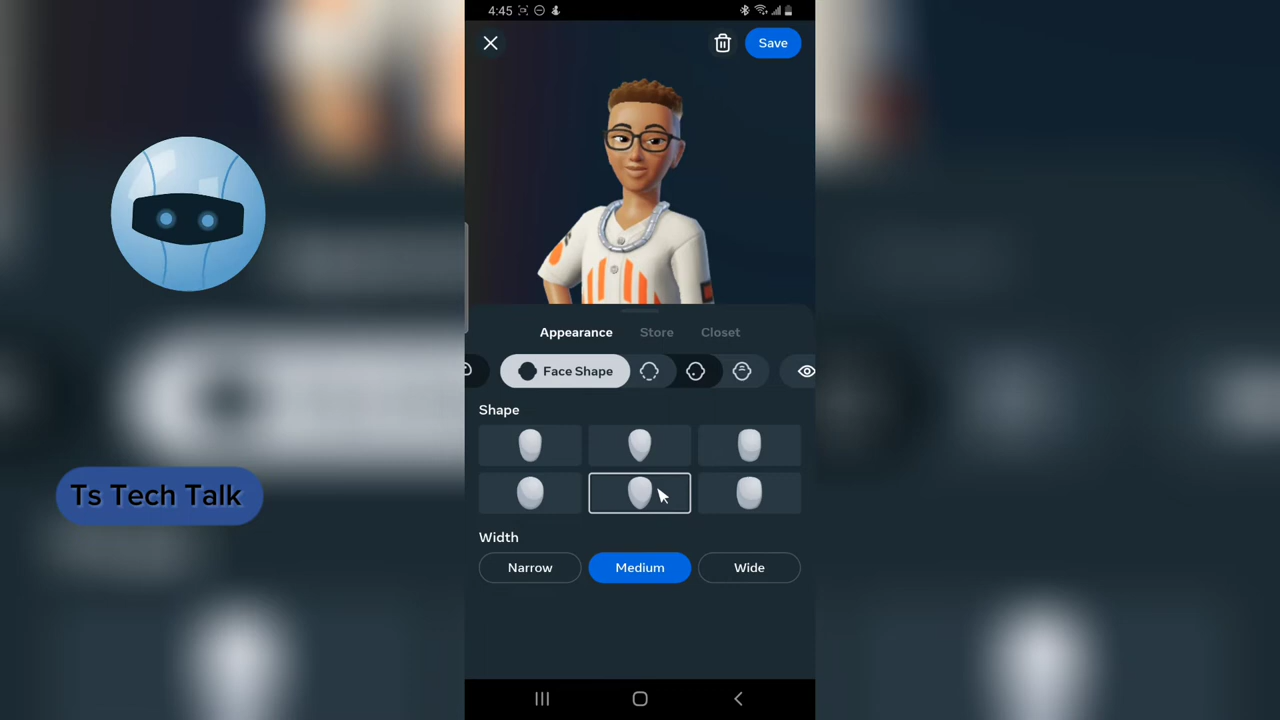 4:45
Save
Appearance Store Closet
Face Shape
Shape
Ts Tech Talk
Width
Narrow Medium Wide